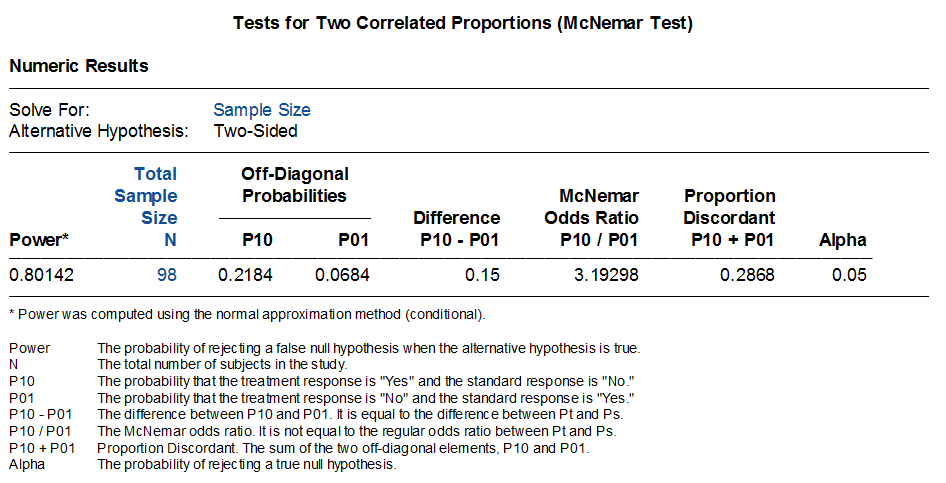 Tests for Two Correlated Proportions (McNemar Test)
Numeric Results
Solve For: Sample Size
Alternative Hypothesis: Two-Sided
Total Off-Diagonal
Sample Probabilities McNemar Proportion
Size Difference Odds Ratio Discordant
Power* N P10 P01 P10 - P01 P10 / P01 P10 + P01 Alpha
0.80142 98 0.2184 0.0684 0.15 3.19298 0.2868 0.05
* Power was computed using the normal approximation method (conditional).
Power The probability of rejecting a false null hypothesis when the alternative hypothesis is true.
N The total number of subjects in the study.
P10 The probability that the treatment response is "Yes" and the standard response is "No."
P01 The probability that the treatment response is "No" and the standard response is "Yes."
P10 - P01 The difference between P10 and P01. It is equal to the difference between Pt and Ps.
P10 / P01 The McNemar odds ratio. It is not equal to the regular odds ratio between Pt and Ps.
P10 + P01 Proportion Discordant. The sum of the two off-diagonal elements, P10 and P01.
Alpha The probability of rejecting a true null hypothesis.